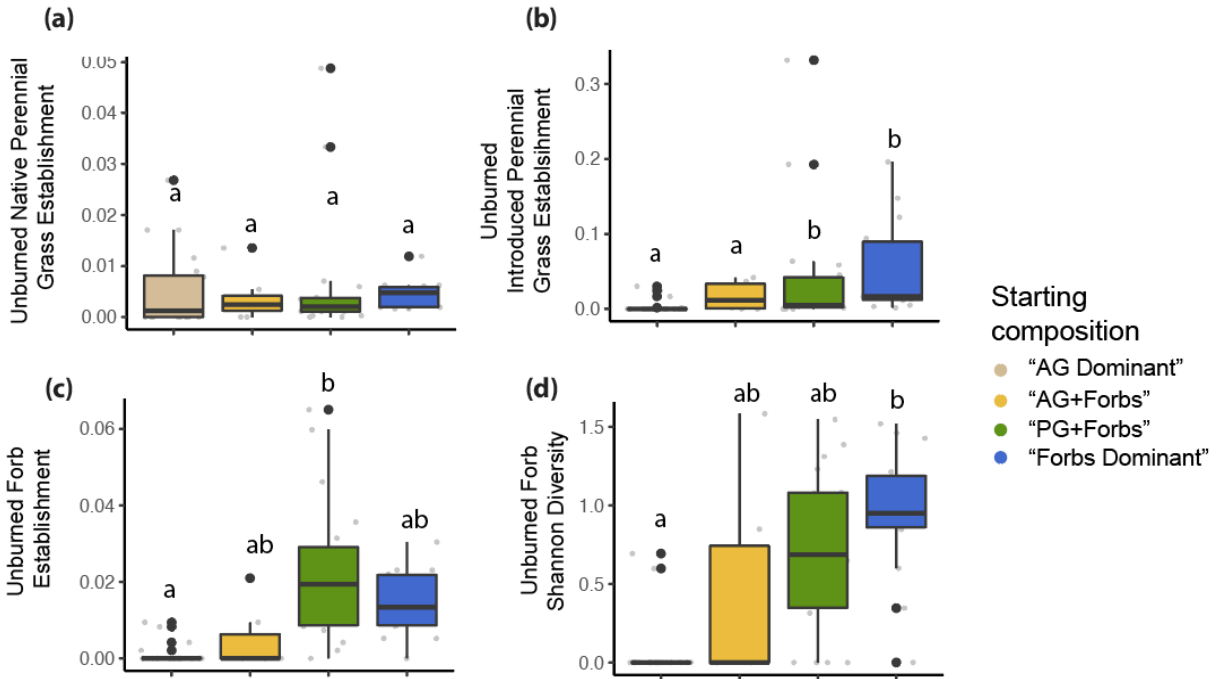 (a)
Unburned Native Perennial
Grass Establishment
0.05
0.04
0.03
0.02
0.01
0.00
a
a
a
a
(b)
Unburned
Introduced Perennial
Grass Establsihment
0.3
0.2
0.1
0.0
a
a
b
b
(c)
Unburned Forb
Establishment
0.06
0.04
0.02
0.00
a
ab
b
ab
(d)
Unburned Forb
Shannon Diversity
1.5
1.0
0.5
0.0
a
ab
ab
b
Starting
composition
“AG Dominant”
“AG+Forbs”
“PG+Forbs”
“Forbs Dominant”